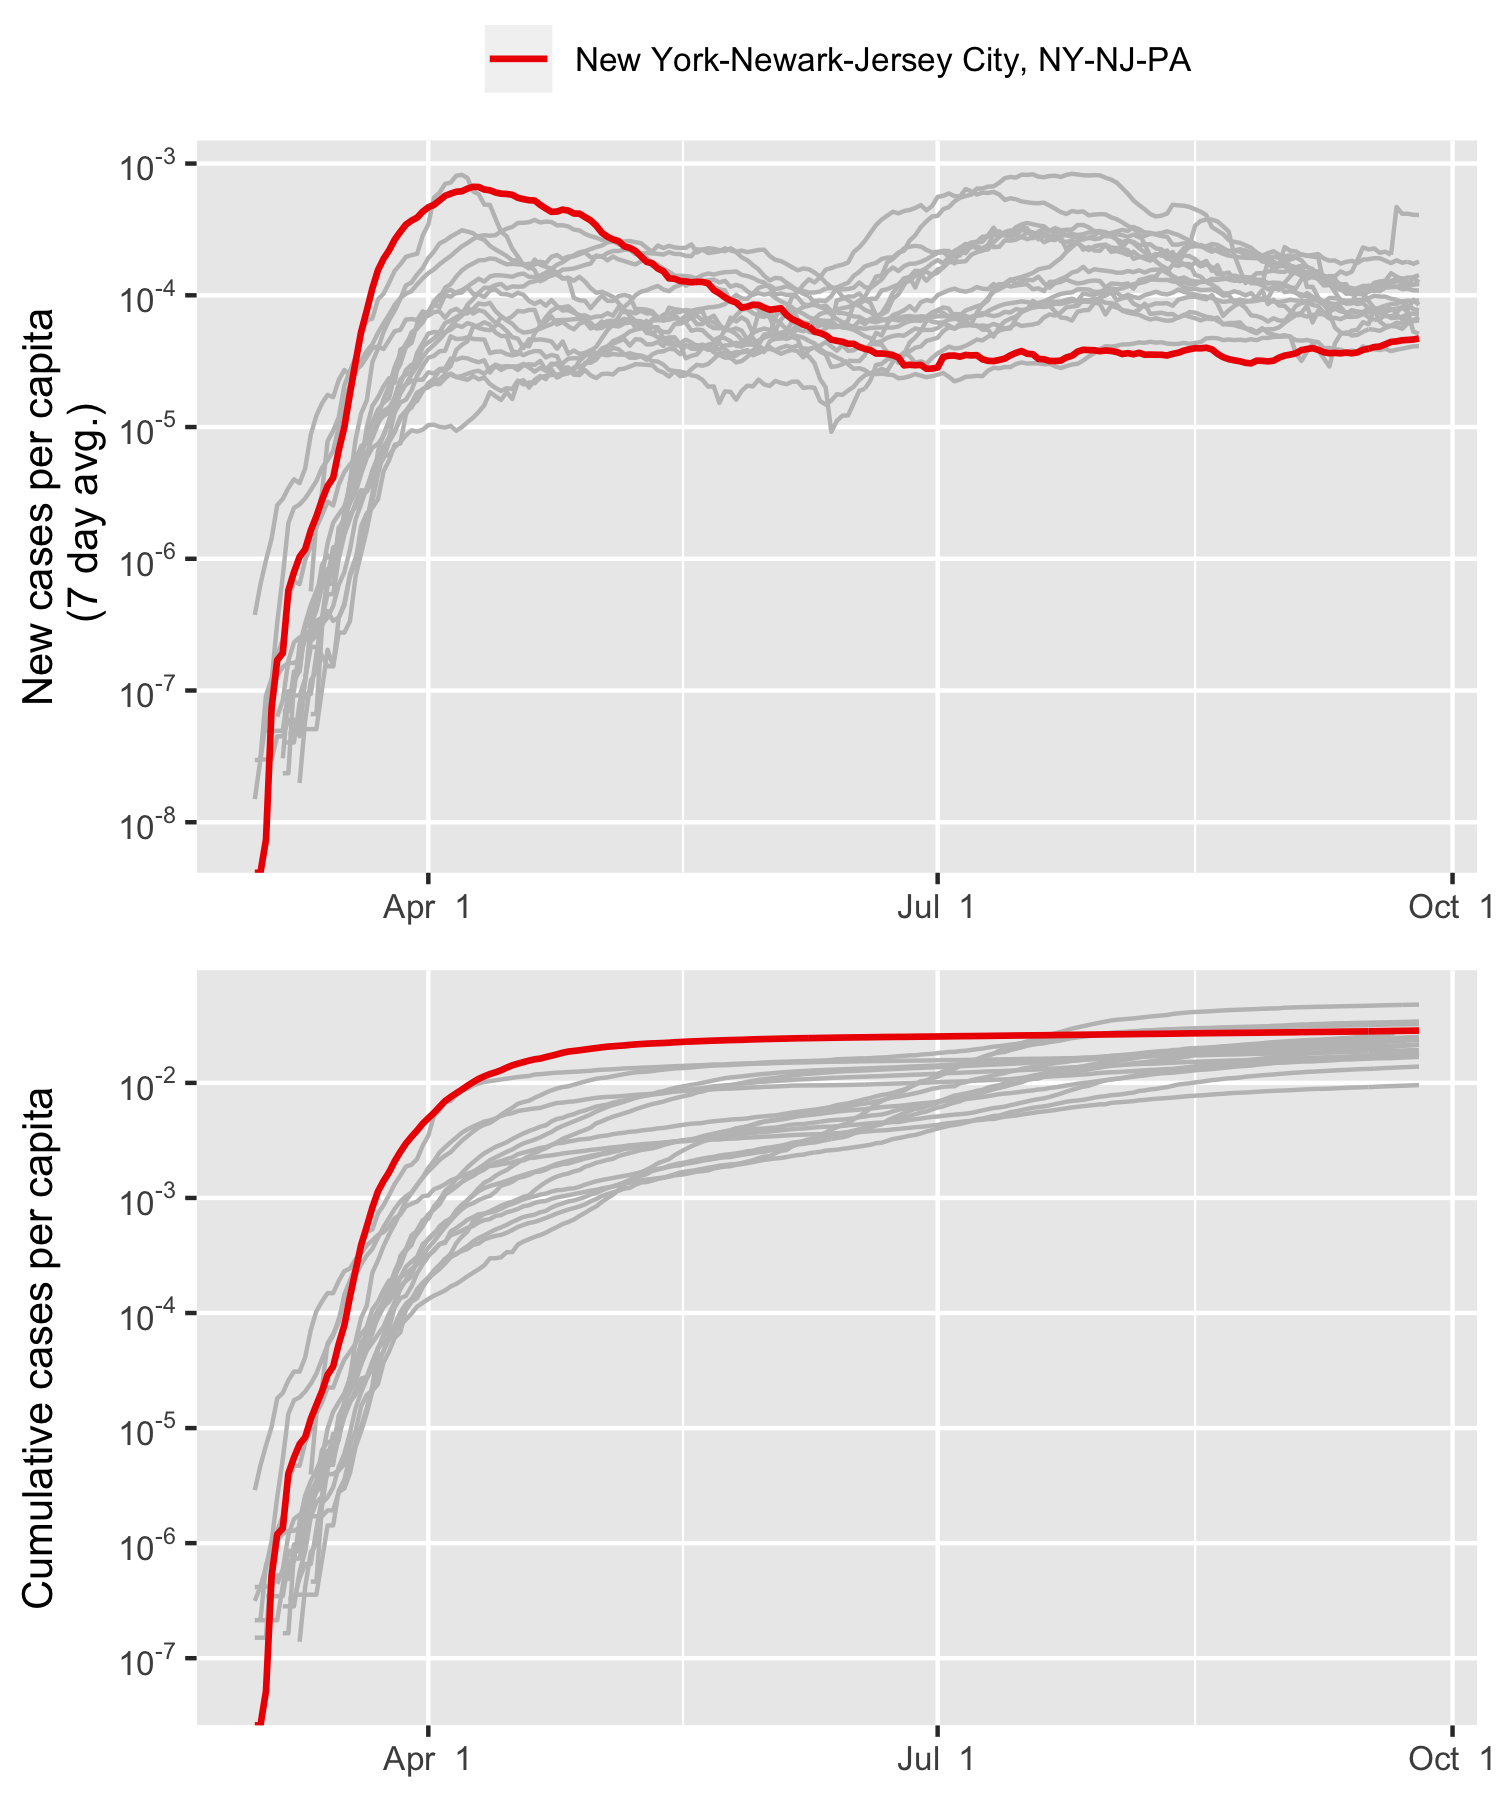 New York-Newark-Jersey City, NY-NJ-PA
New cases per capita
(7 day avg.)
10-3
10-4
10-5
10-6
10-7
10-8
Apr 1
Jul 1
Oct 1
Cumulative cases per capita
10-2
10-3
10-4
10-5
10-6
10-7
Apr 1
Jul 1
Oct 1